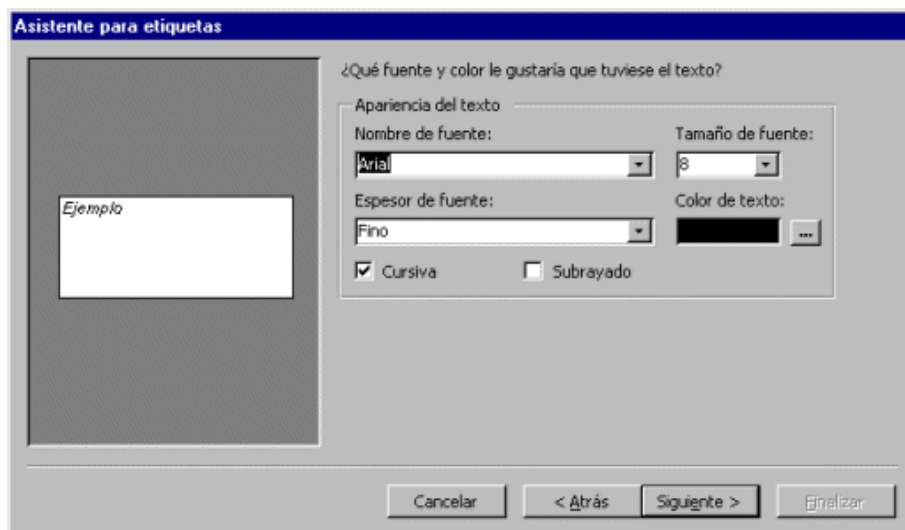 Asistente para etiquetas
¿Qué fuente y color le gustaría que tuviese el texto?
Apariencia del texto
Nombre de fuente: Tamaño de fuente:
Arial 8
Espesor de fuente: Color de texto:
Fino ...
Cursiva Subrayado
Ejemplo
Cancelar < Atrás Siguiente > Finalizar